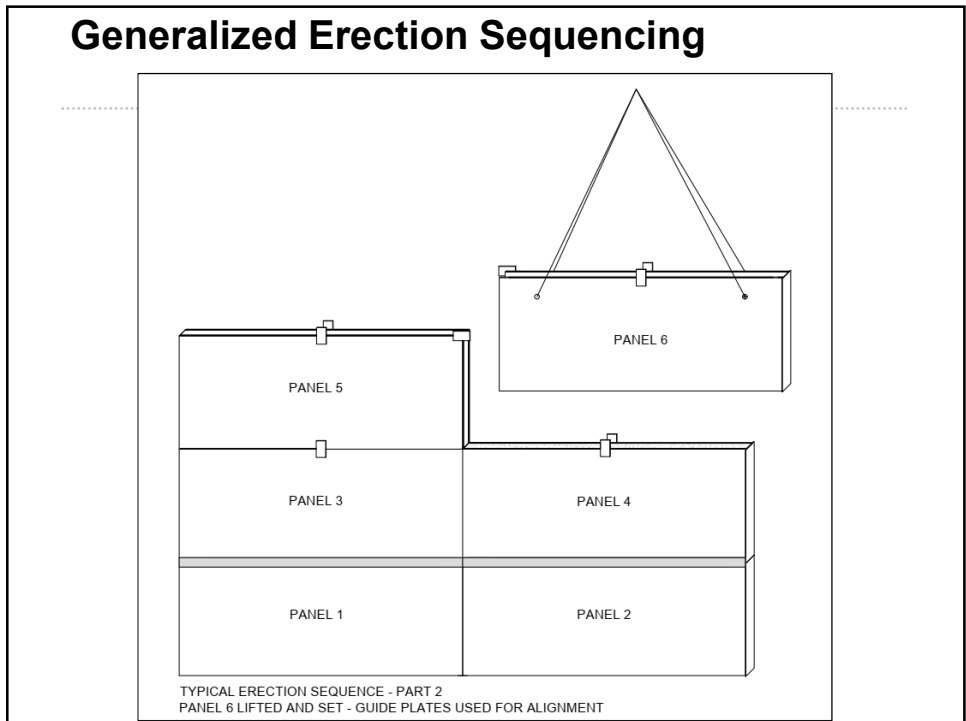 Generalized Erection Sequencing
PANEL 6
PANEL 5
PANEL 3
PANEL 4
PANEL 1
PANEL 2
TYPICAL ERECTION SEQUENCE - PART 2
PANEL 6 LIFTED AND SET - GUIDE PLATES USED FOR ALIGNMENT